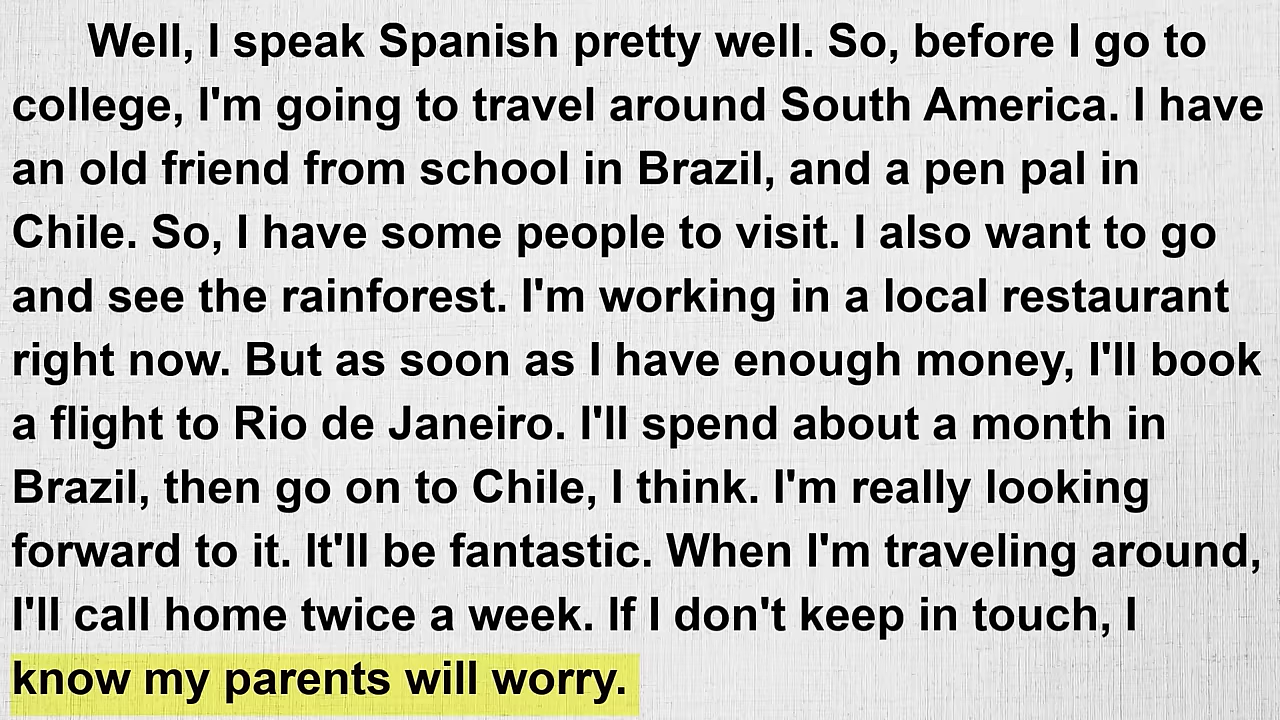 Well, I speak Spanish pretty well. So, before I go to
college, I'm going to travel around South America. I have
an old friend from school in Brazil, and a pen pal in
Chile. So, I have some people to visit. I also want to go
and see the rainforest. I'm working in a local restaurant
right now. But as soon as I have enough money, I'll book
a flight to Rio de Janeiro. I'll spend about a month in
Brazil, then go on to Chile, I think. I'm really looking
forward to it. It'll be fantastic. When I'm traveling around,
I'll call home twice a week. If I don't keep in touch, I
know my parents will worry.